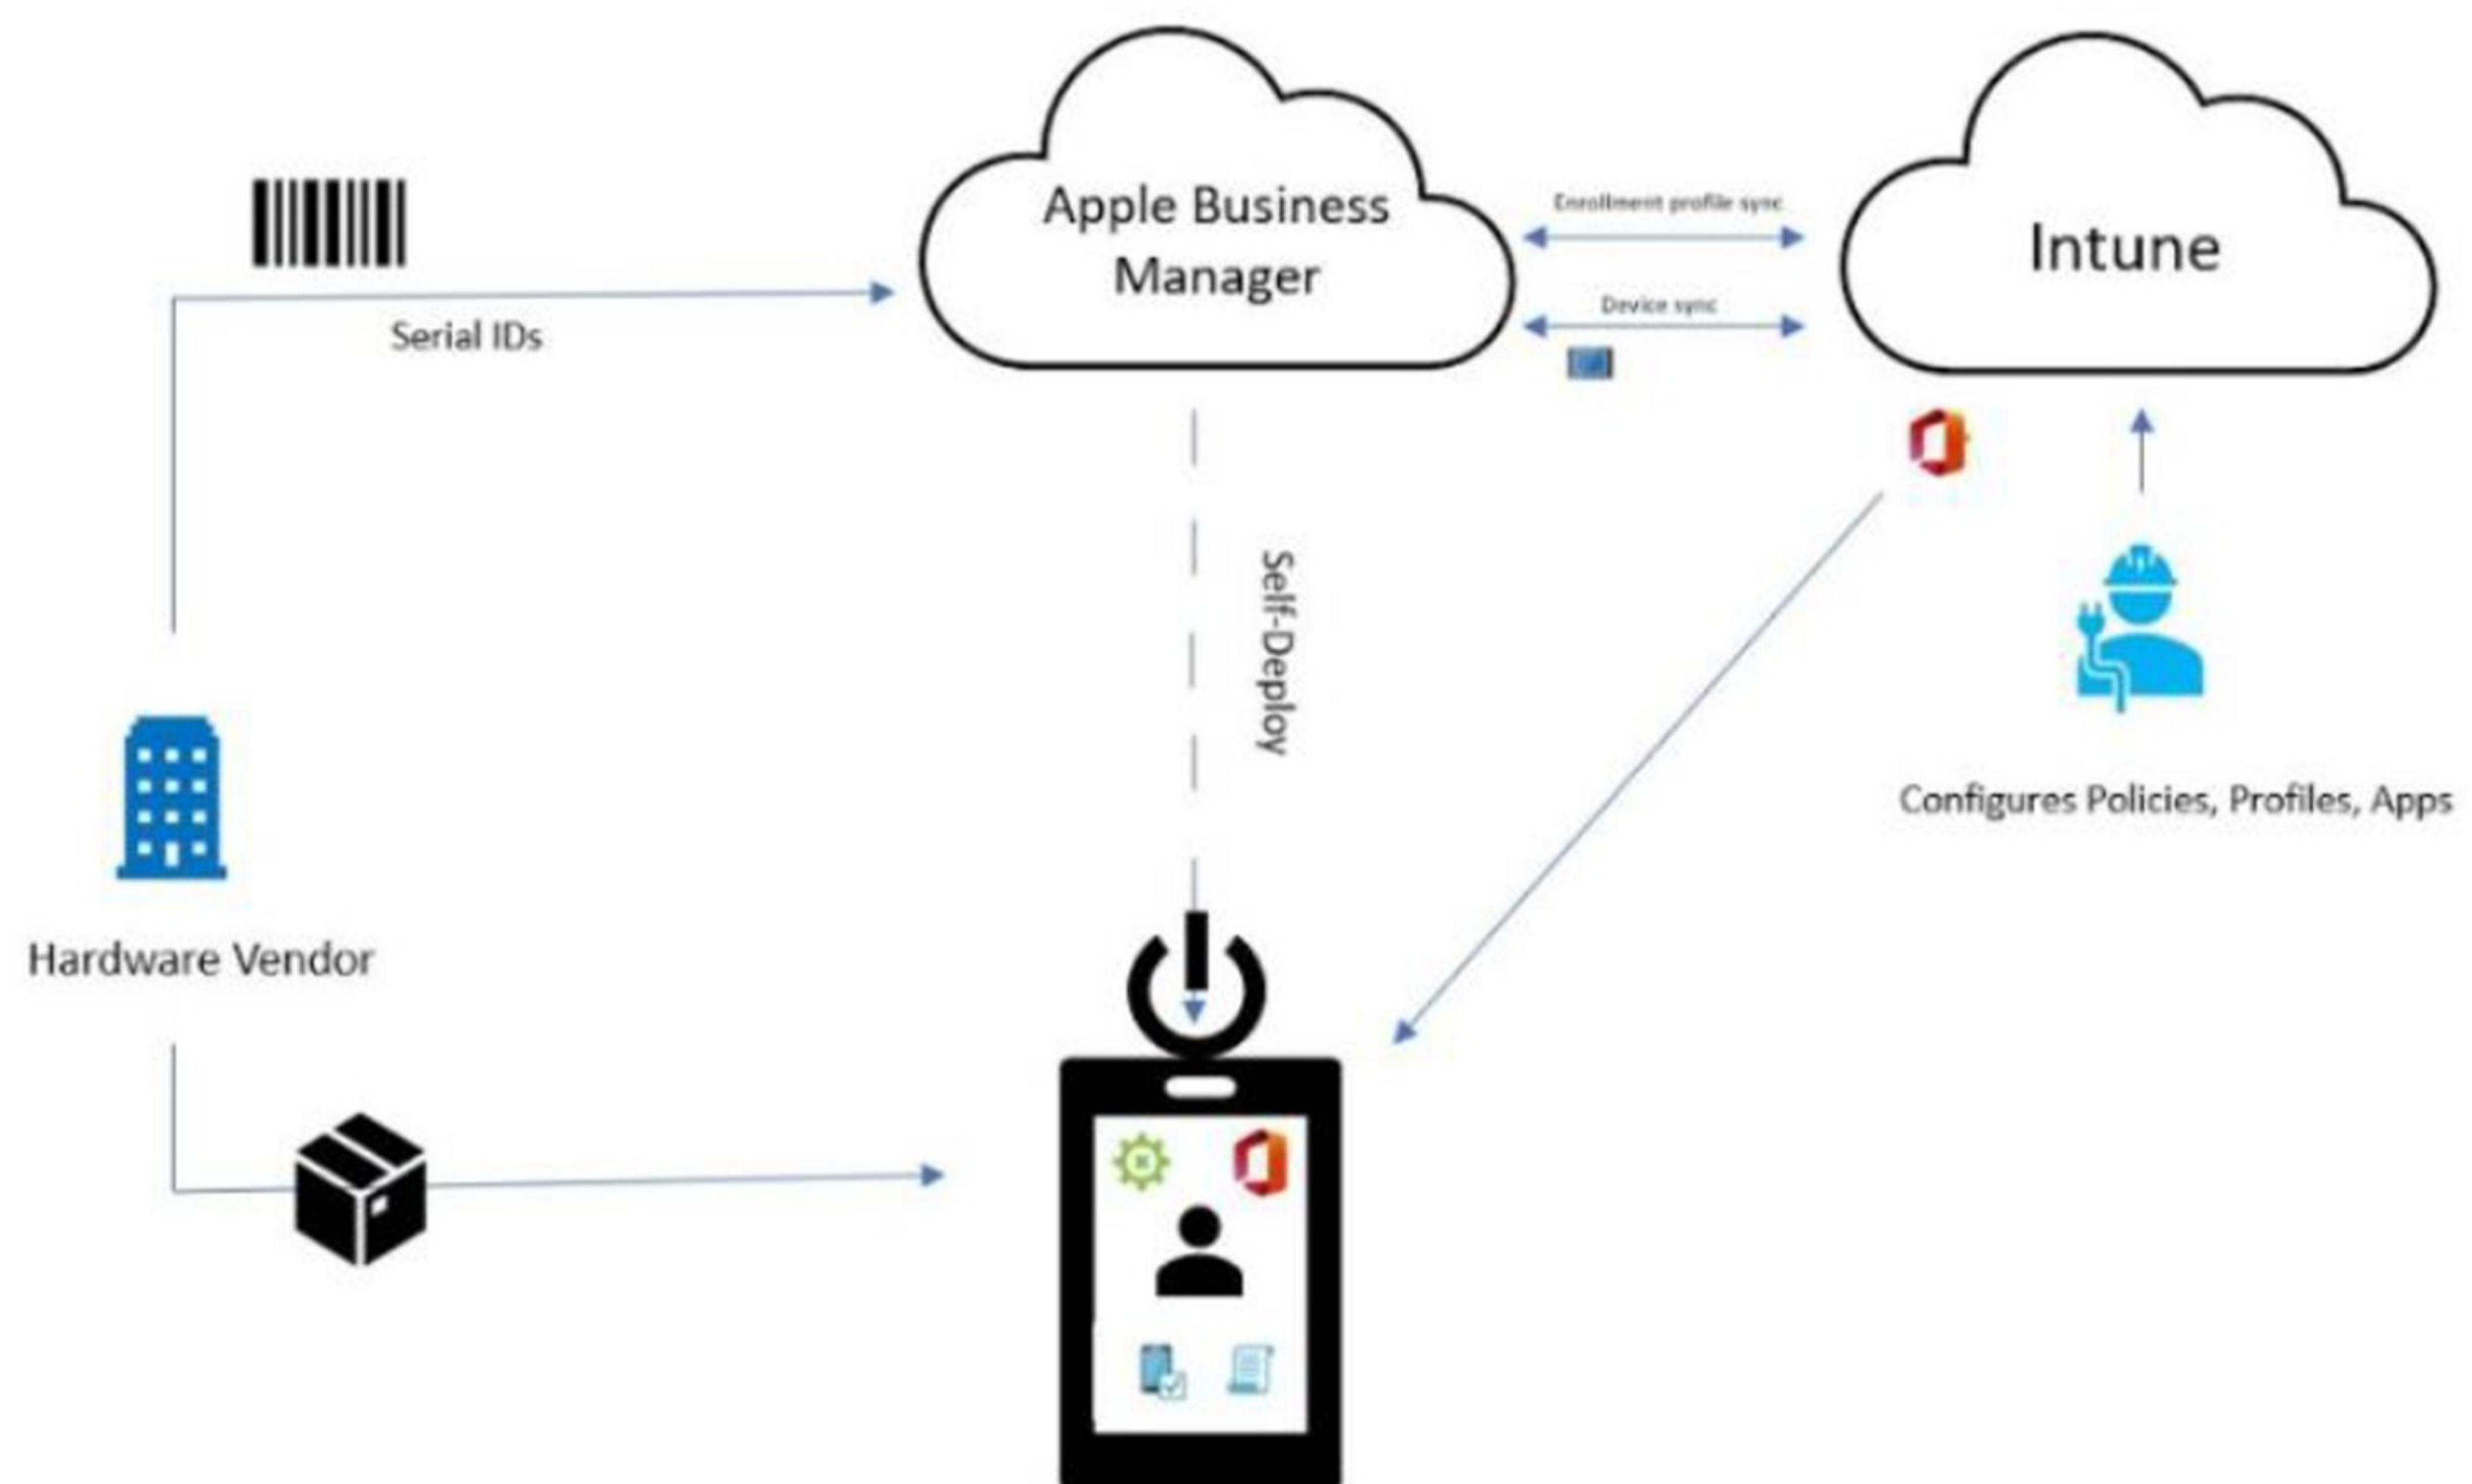 Apple Business
Manager
Enrollment profile sync
Intune
Device sync
Serial IDs
Self-Deploy
Configures Policies, Profiles, Apps
Hardware Vendor